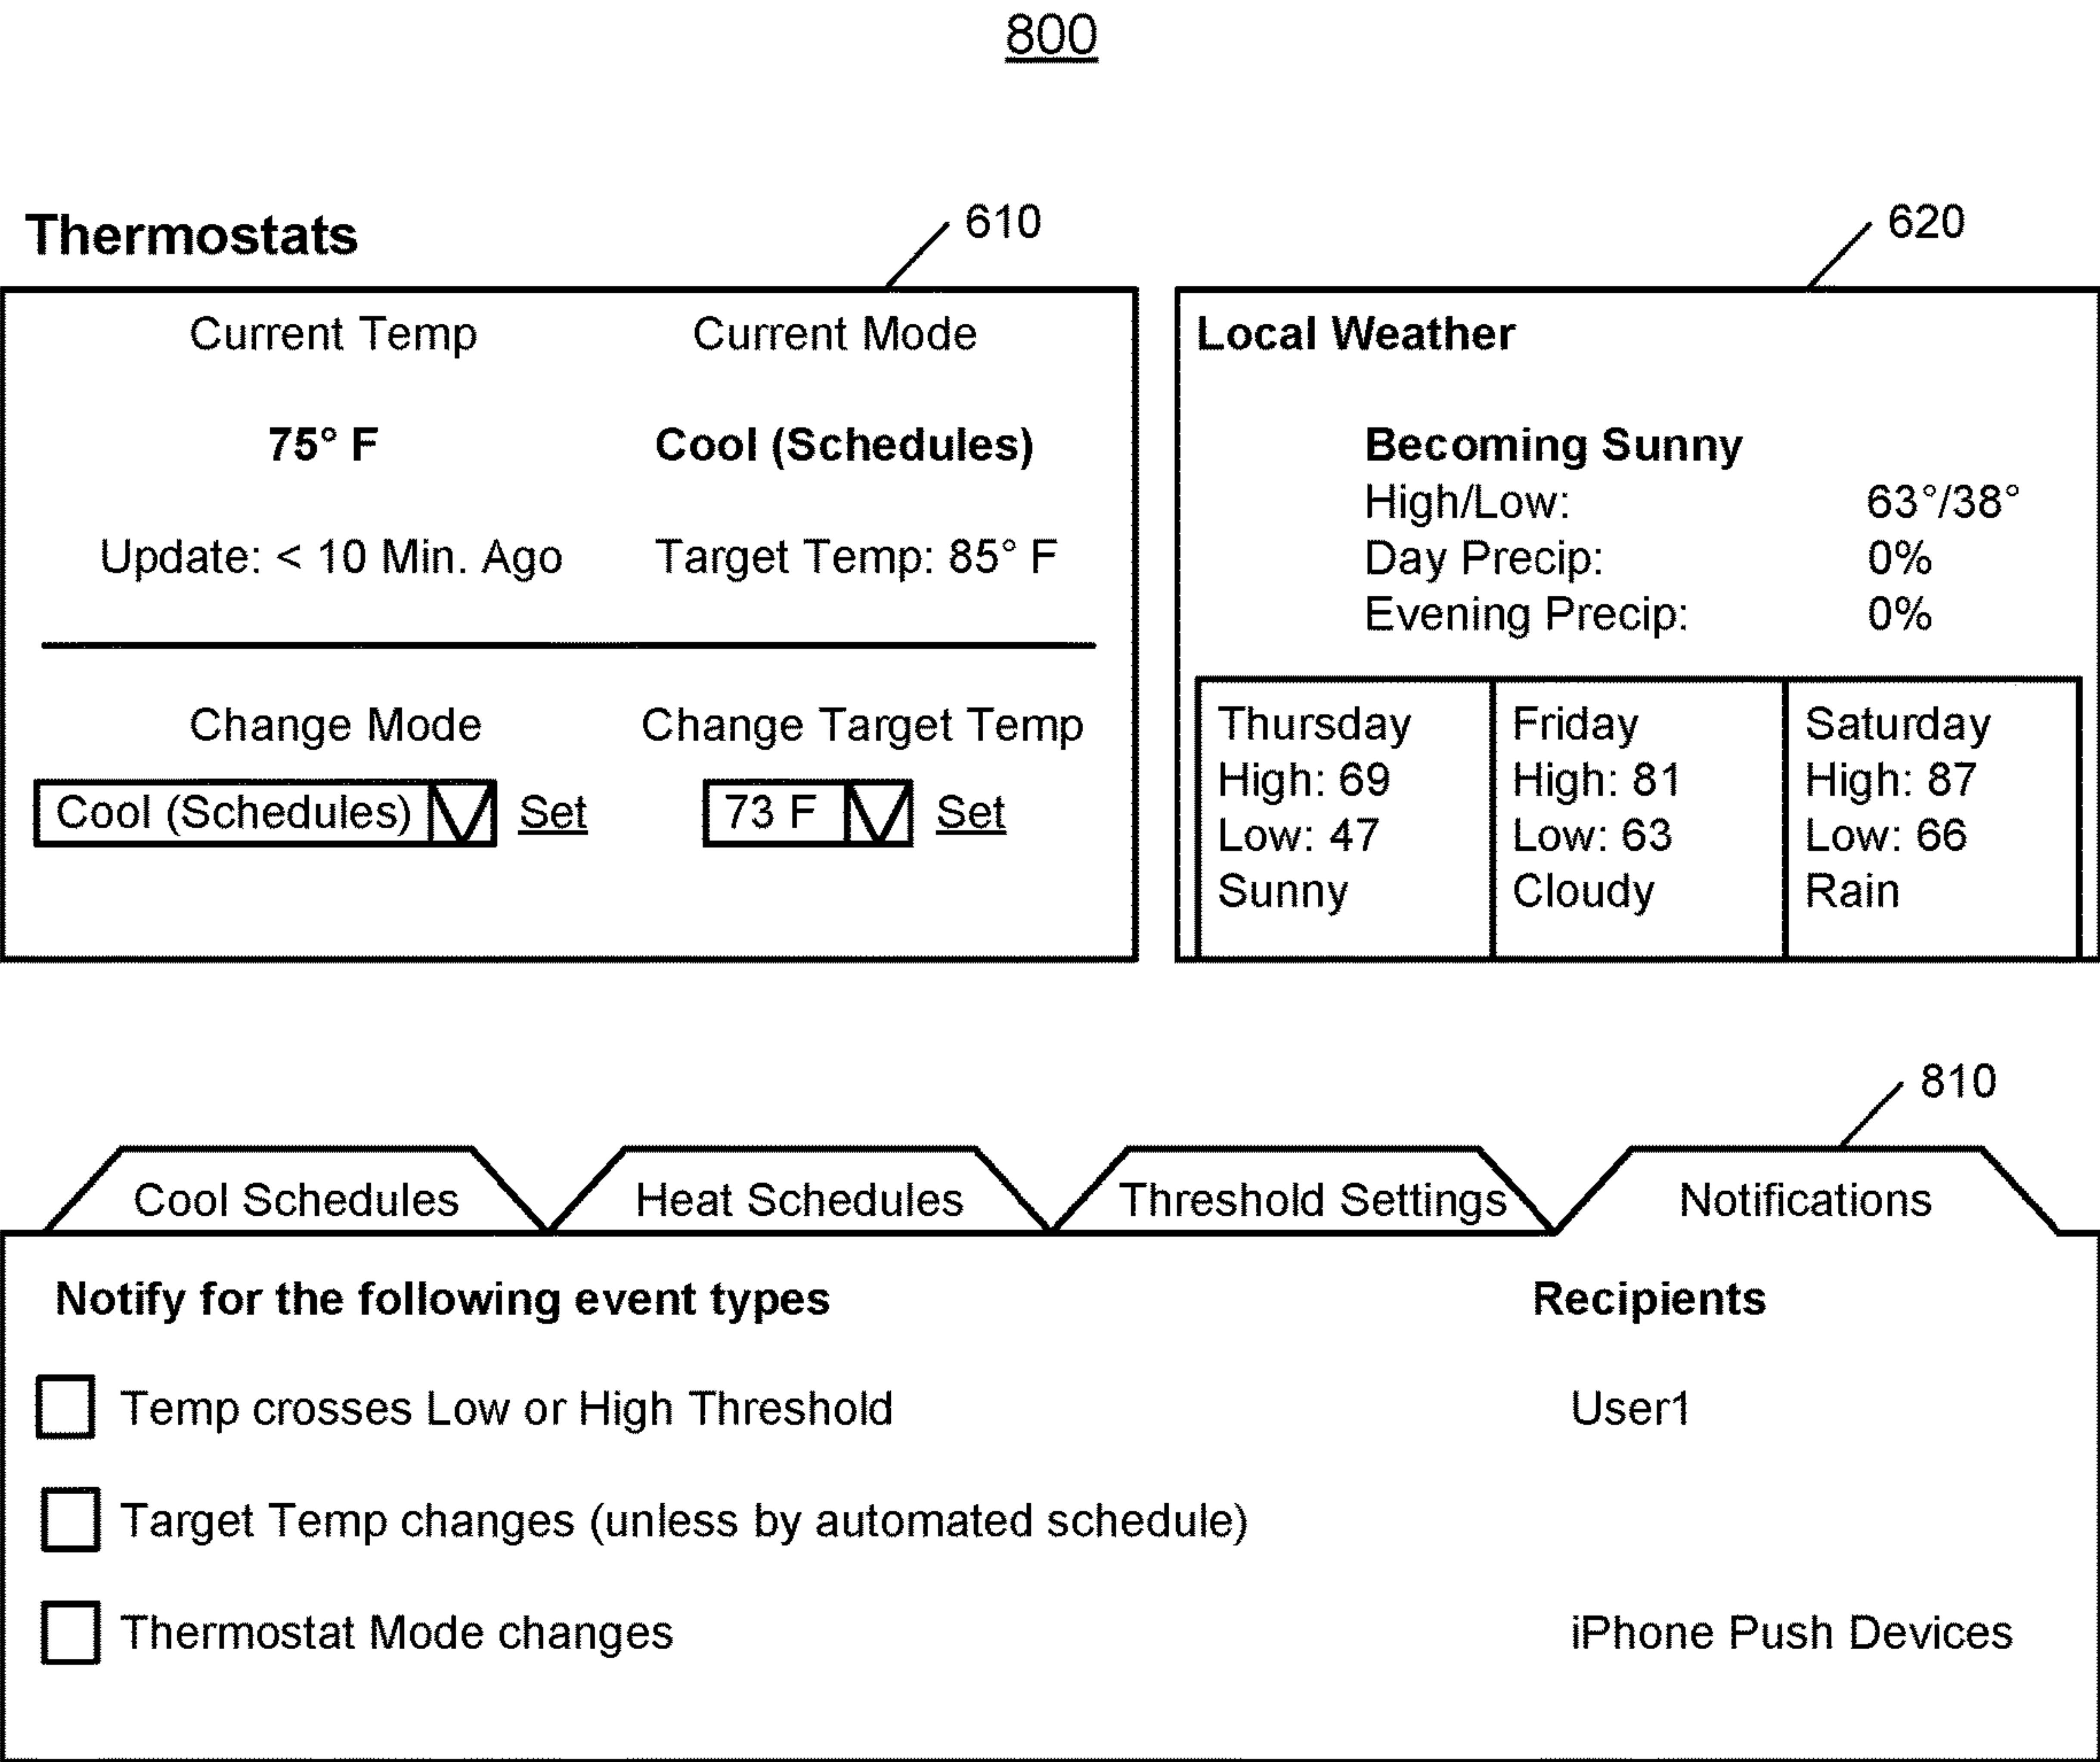 800
Thermostats
610
620
Current Temp
Current Mode
75° F
Cool (Schedules)
Update: < 10 Min. Ago
Target Temp: 85° F
Change Mode
Change Target Temp
Cool (Schedules) Set
73 F Set
Local Weather
Becoming Sunny
High/Low: 63°/38°
Day Precip: 0%
Evening Precip: 0%
Thursday
High: 69
Low: 47
Sunny
Friday
High: 81
Low: 63
Cloudy
Saturday
High: 87
Low: 66
Rain
810
Cool Schedules
Heat Schedules
Threshold Settings
Notifications
Notify for the following event types
Recipients
Temp crosses Low or High Threshold
User1
Target Temp changes (unless by automated schedule)
Thermostat Mode changes
iPhone Push Devices